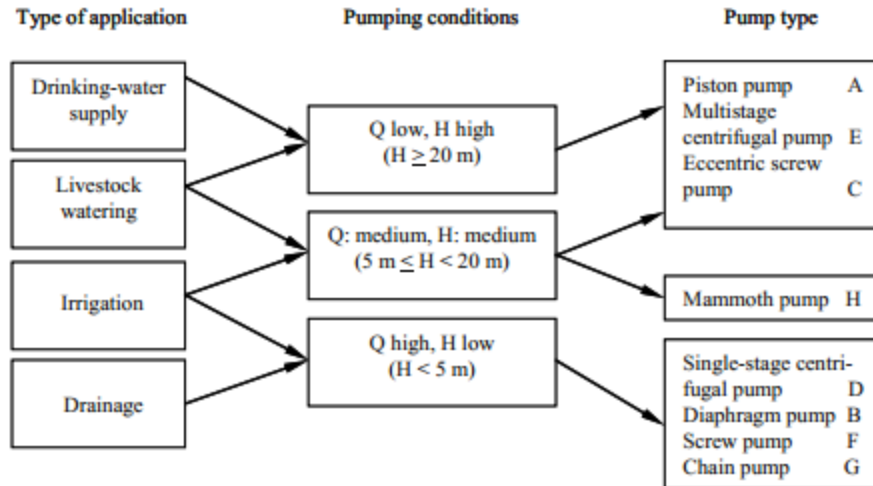 Type of application
Pumping conditions
Pump type
Drinking-water
supply
Livestock
watering
Irrigation
Drainage
Q low, H high
(H ≥ 20 m)
Q: medium, H: medium
(5 m ≤ H < 20 m)
Q high, H low
(H < 5 m)
Piston pump A
Multistage
centrifugal pump E
Eccentric screw
pump C
Mammoth pump H
Single-stage centri-
fugal pump D
Diaphragm pump B
Screw pump F
Chain pump G